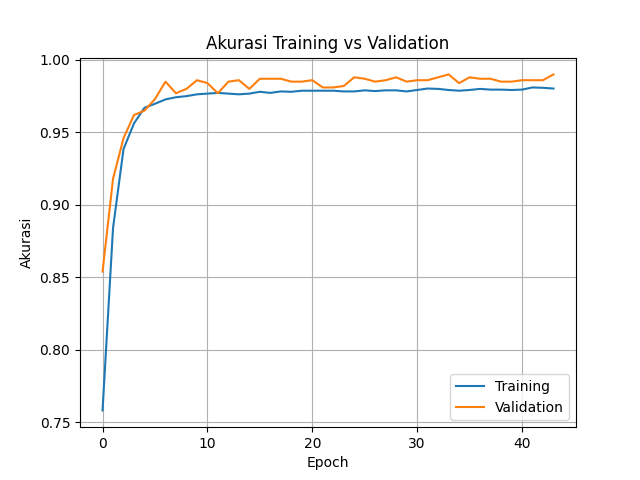 Akurasi Training vs Validation
1.00
0.95
0.90
0.85
0.80
0.75
Akurasi
0
10
20
30
40
Epoch
Training
Validation